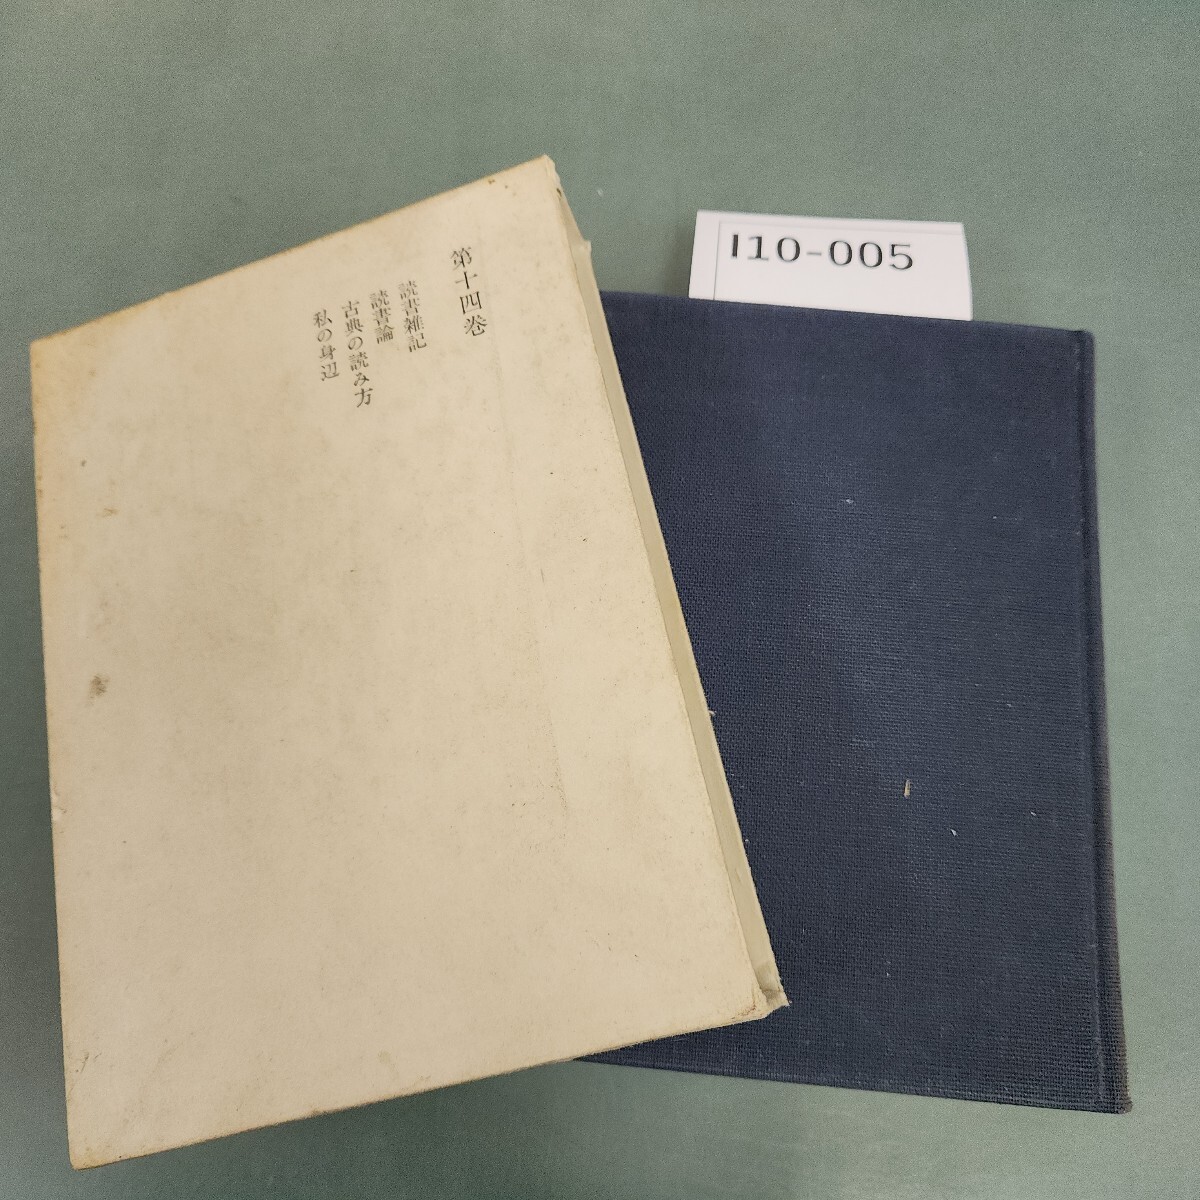 I10-005
第十四巻
読書雑記
読書論
古典の読み方
私の身辺